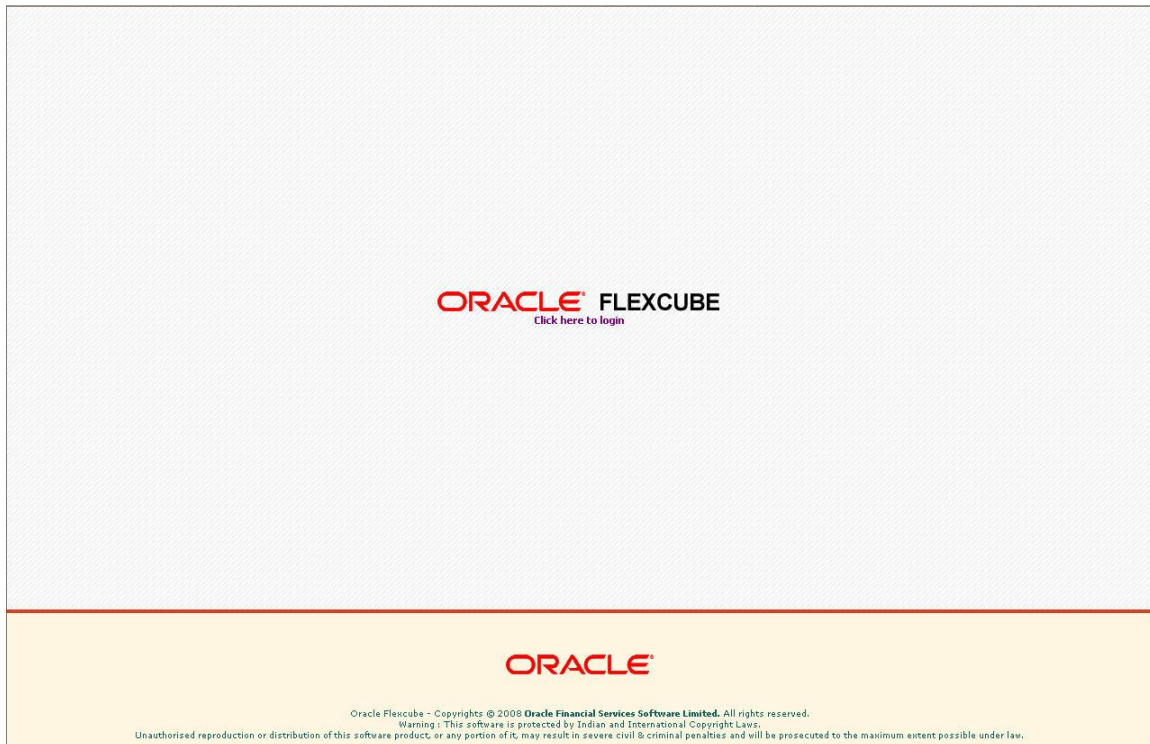 ORACLE® FLEXCUBE
Click here to login
ORACLE®
Oracle Flexcube - Copyrights © 2008 Oracle Financial Services Software Limited. All rights reserved.
Warning : This software is protected by Indian and International Copyright Laws.
Unauthorised reproduction or distribution of this software product, or any portion of it, may result in severe civil & criminal penalties and will be prosecuted to the maximum extent possible under law.